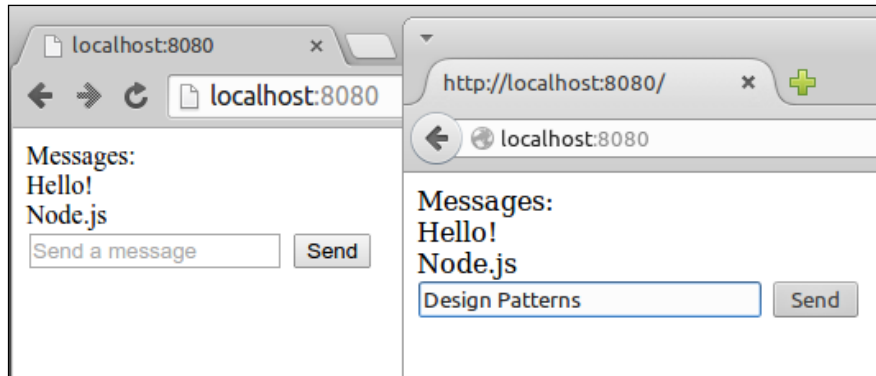 localhost:8080
localhost:8080
Messages:
Hello!
Node.js
Send a message
Send
http://localhost:8080/
localhost:8080
Messages:
Hello!
Node.js
Design Patterns
Send